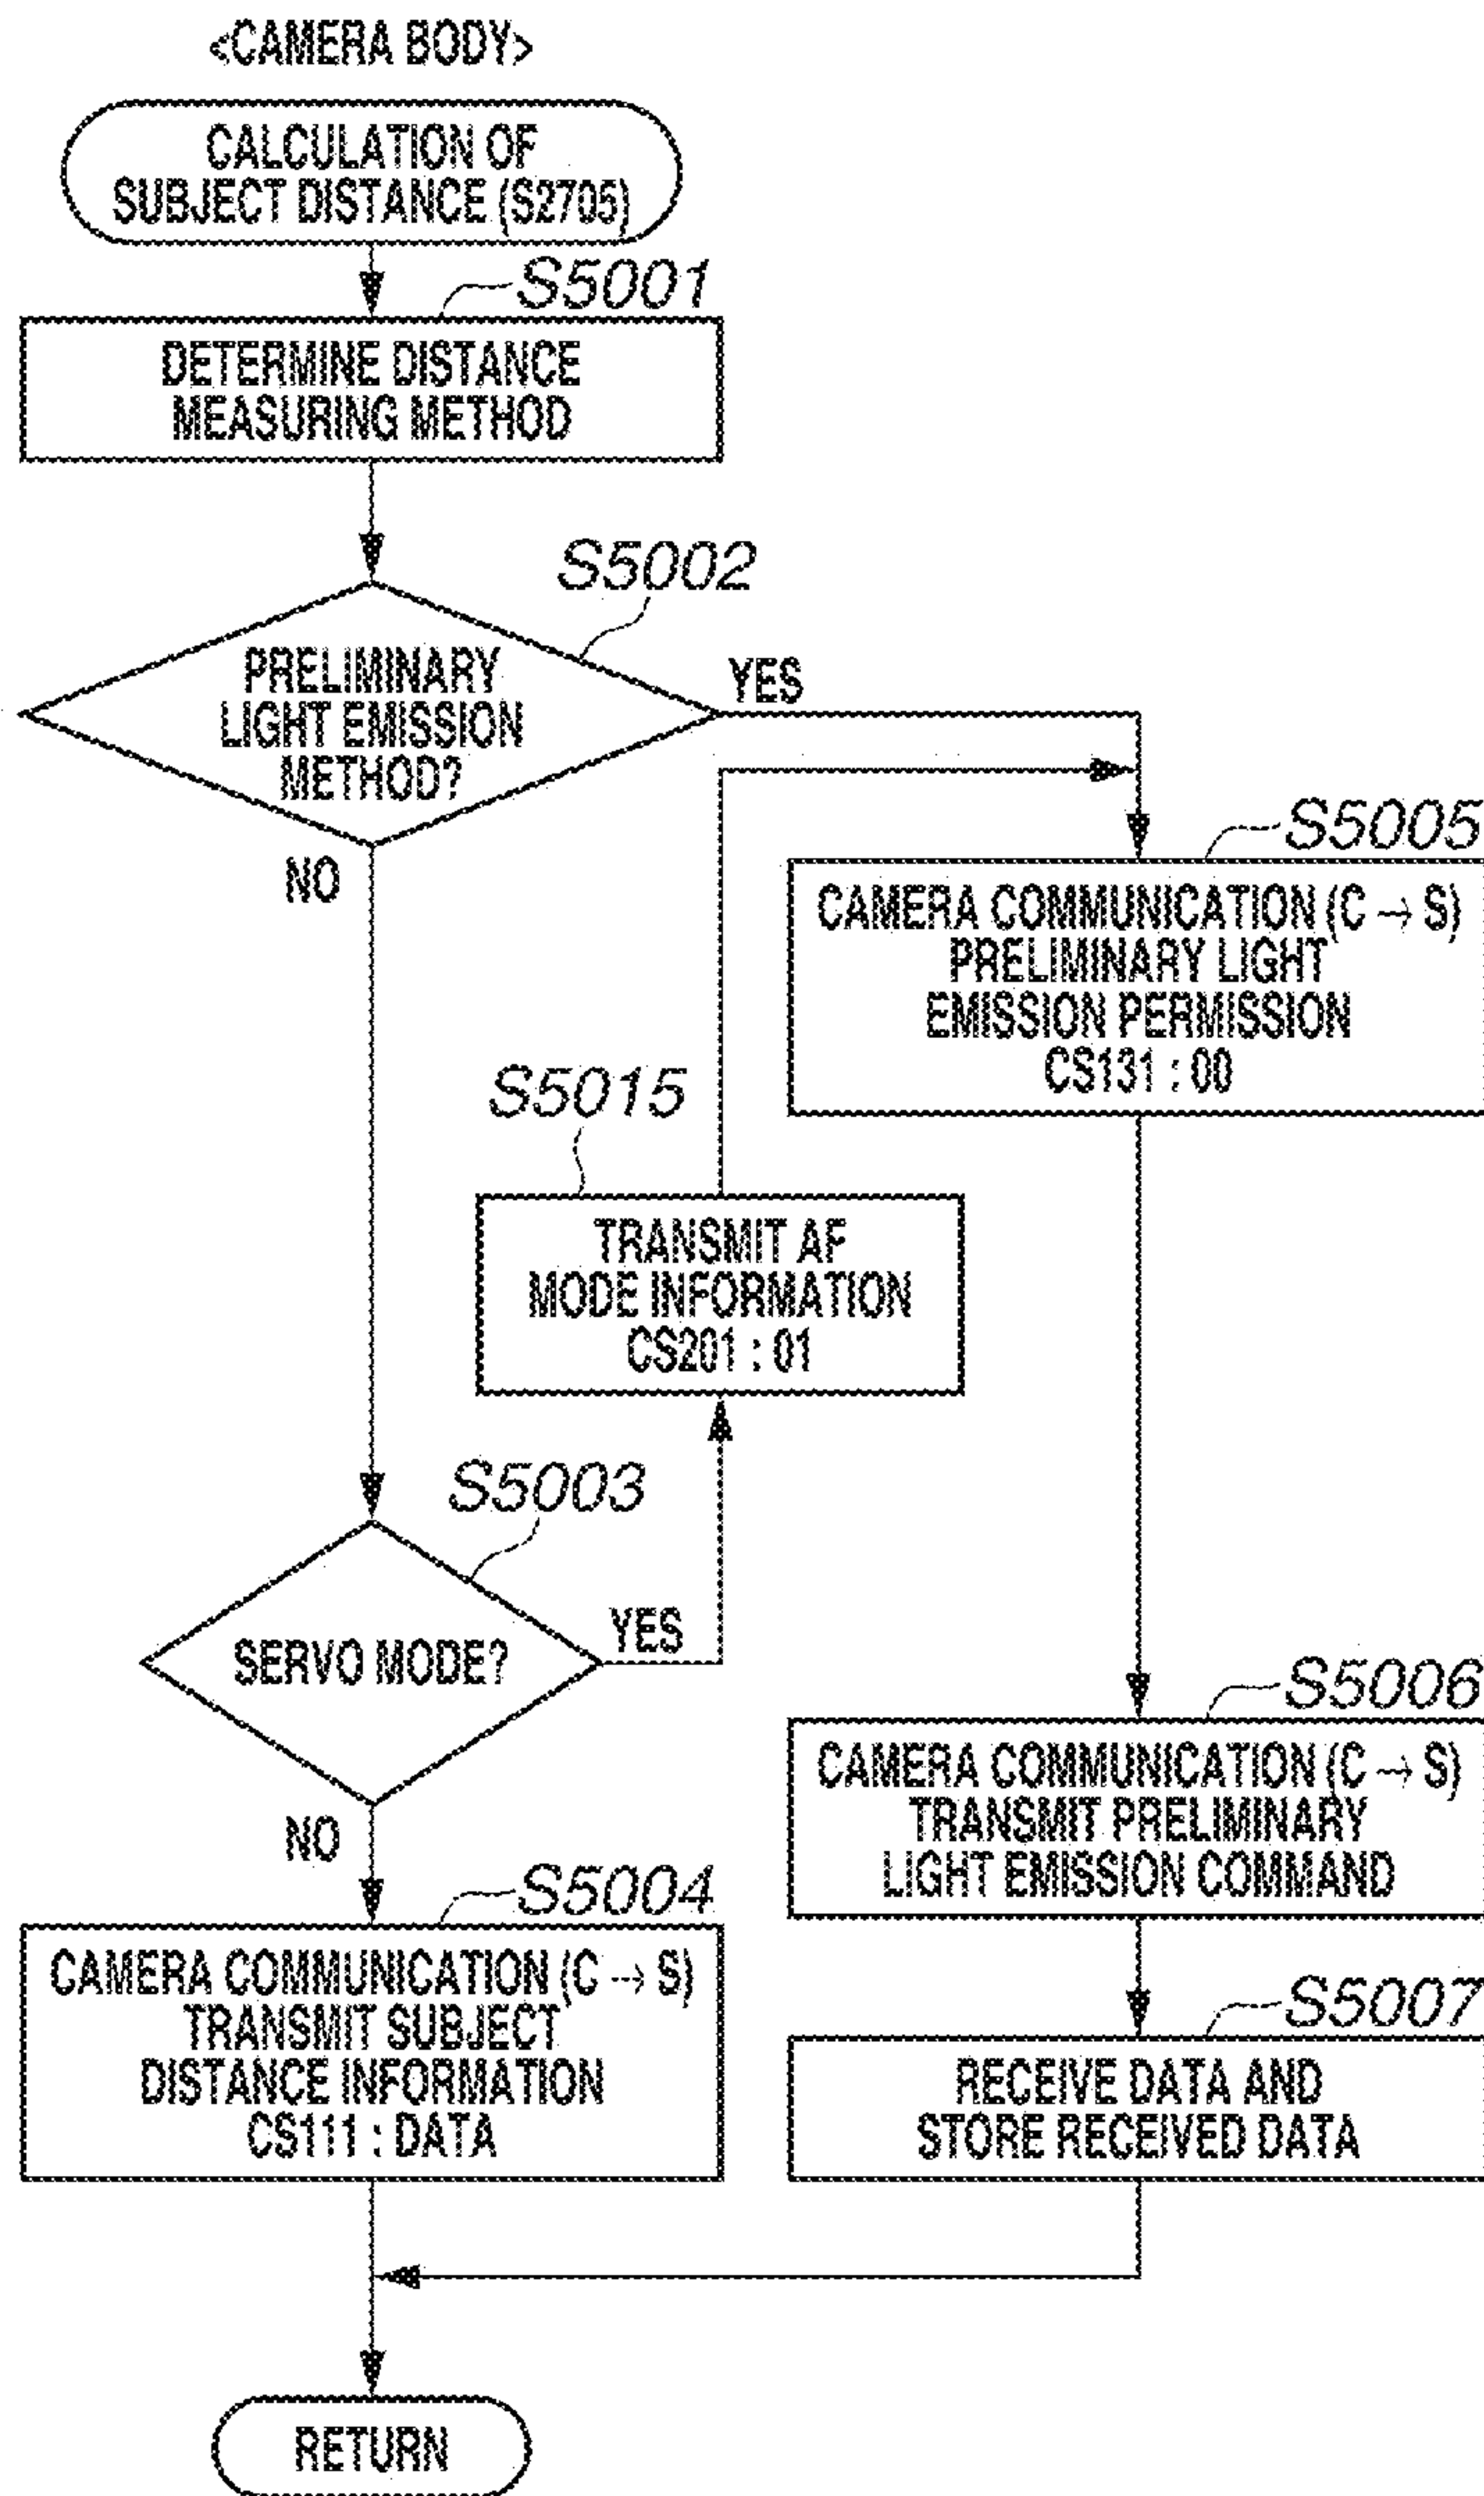 <CAMERA BODY>
CALCULATION OF
SUBJECT DISTANCE (S2705)
S5001
DETERMINE DISTANCE
MEASURING METHOD
S5002
PRELIMINARY
LIGHT EMISSION
METHOD?
YES
NO
S5005
CAMERA COMMUNICATION (C → S)
PRELIMINARY LIGHT
EMISSION PERMISSION
CS131 : 00
S5015
TRANSMIT AF
MODE INFORMATION
CS201 : 01
S5003
SERVO MODE?
YES
NO
S5006
CAMERA COMMUNICATION (C → S)
TRANSMIT PRELIMINARY
LIGHT EMISSION COMMAND
S5004
CAMERA COMMUNICATION (C → S)
TRANSMIT SUBJECT
DISTANCE INFORMATION
CS111 : DATA
S5007
RECEIVE DATA AND
STORE RECEIVED DATA
RETURN